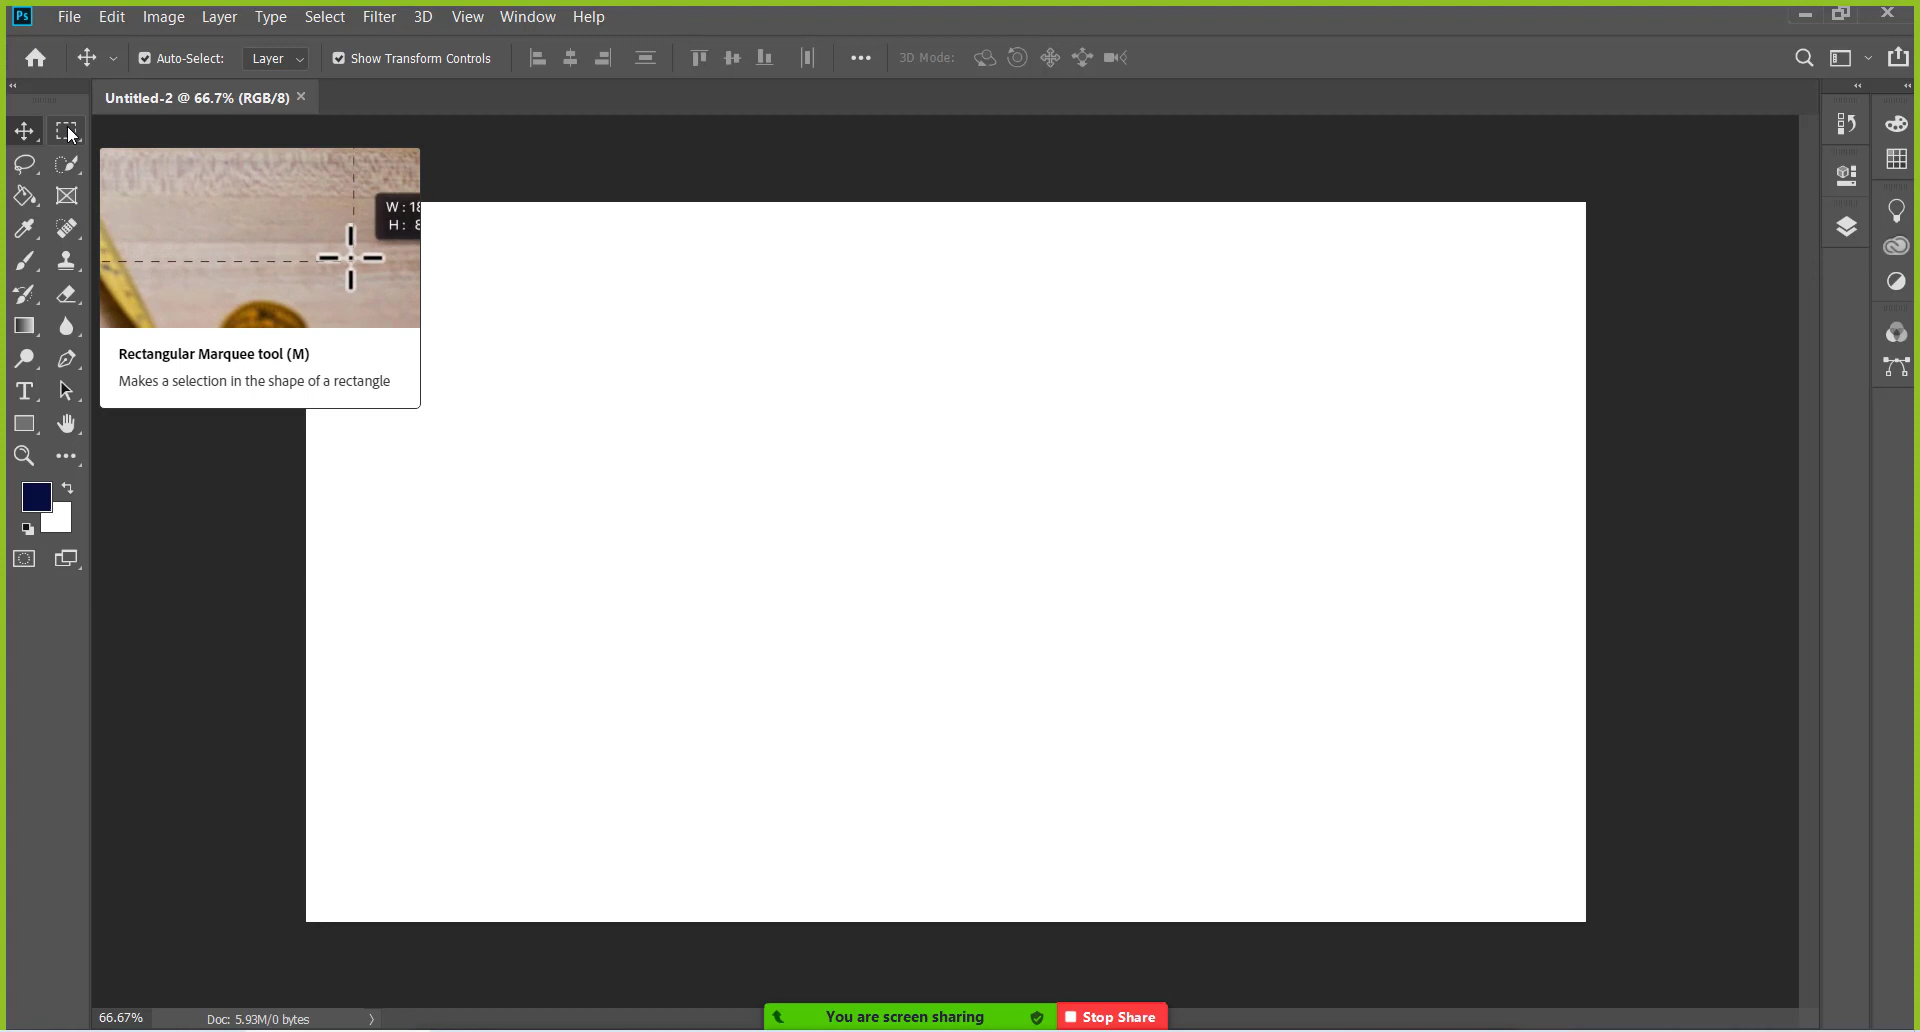 Ps File Edit Image Layer Type Select Filter 3D View Window Help
Auto-Select: Layer Show Transform Controls 3D Mode:
Untitled-2 @ 66.7% (RGB/8)
W : 18
H : 8
Rectangular Marquee tool (M)
Makes a selection in the shape of a rectangle
T
66.67% Doc: 5.93M/0 bytes
You are screen sharing Stop Share